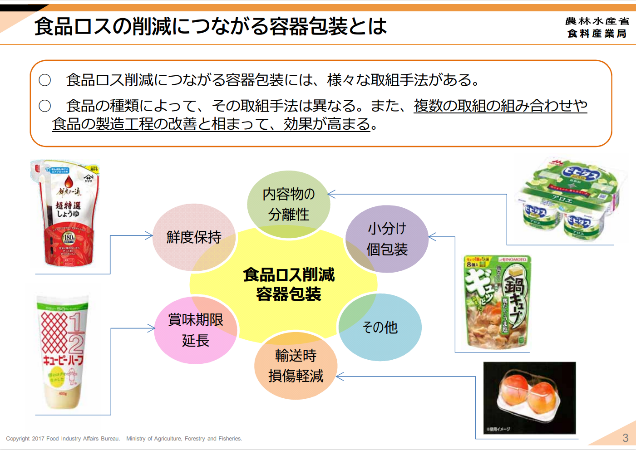 食品ロスの削減につながる容器包装とは
農林水産省
食料産業局
○ 食品ロス削減につながる容器包装には、様々な取組手法がある。
○ 食品の種類によって、その取組手法は異なる。また、複数の取組の組み合わせや
食品の製造工程の改善と相まって、効果が高まる。
内容物の
分離性
鮮度保持
小分け
個包装
食品ロス削減
容器包装
賞味期限
延長
その他
輸送時
損傷軽減
超特選
しょうゆ
キユーピーハーフ
1/2
アロエ
鍋キューブ
※使用イメージ
Copyright 2017 Food Industry Affairs Bureau, Ministry of Agriculture, Forestry and Fisheries.
3